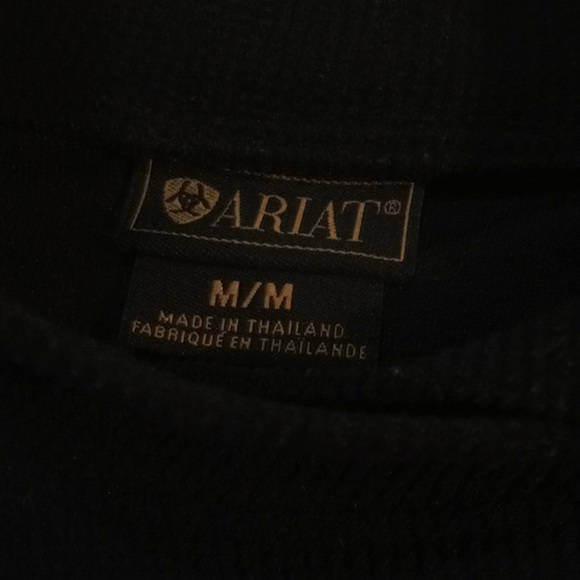 ARIAT®
M/M
MADE IN THAILAND
FABRIQUÉ EN THAÏLANDE